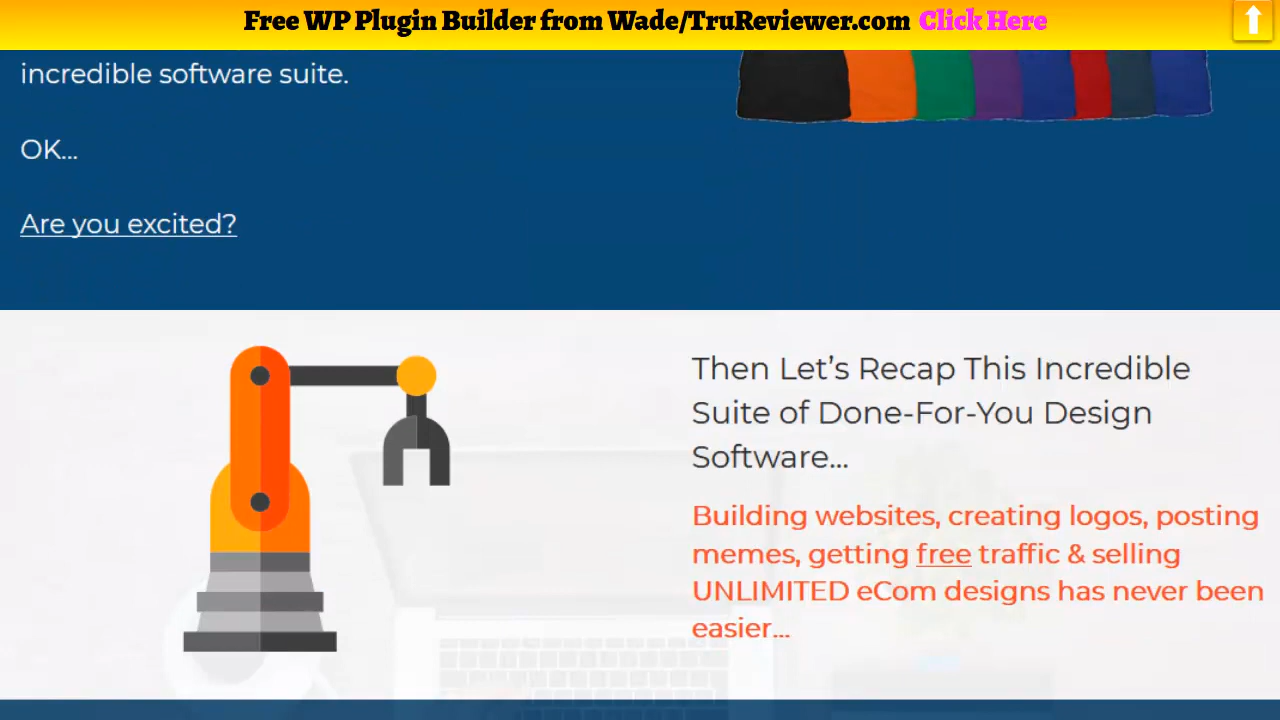 Free WP Plugin Builder from Wade/TruReviewer.com Click Here
incredible software suite.
OK...
Are you excited?
Then Let’s Recap This Incredible
Suite of Done-For-You Design
Software...
Building websites, creating logos, posting
memes, getting free traffic & selling
UNLIMITED eCom designs has never been
easier...